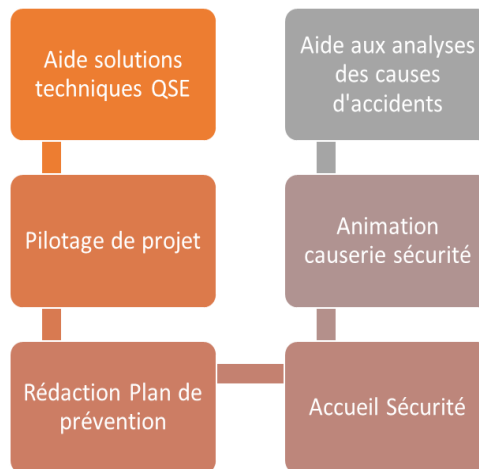 Aide solutions
techniques QSE
Pilotage de projet
Rédaction Plan de
prévention
Accueil Sécurité
Animation
causerie sécurité
Aide aux analyses
des causes
d'accidents